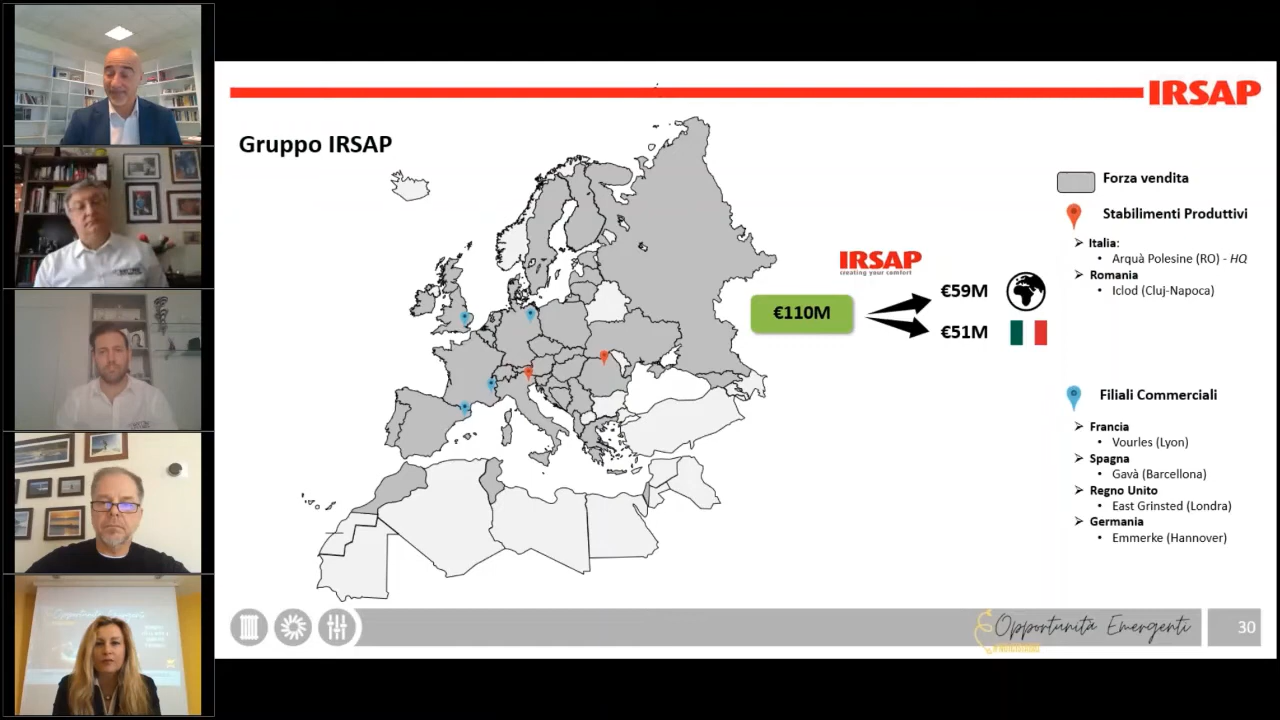 IRSAP
Gruppo IRSAP
Forza vendita
Stabilimenti Produttivi
Italia:
Arquà Polesine (RO) - HQ
Romania
Iclod (Cluj-Napoca)
IRSAP
creating your comfort
€110M
€59M
€51M
Filiali Commerciali
Francia
Vourles (Lyon)
Spagna
Gavà (Barcellona)
Regno Unito
East Grinsted (Londra)
Germania
Emmerke (Hannover)
Opportunità Emergenti
30